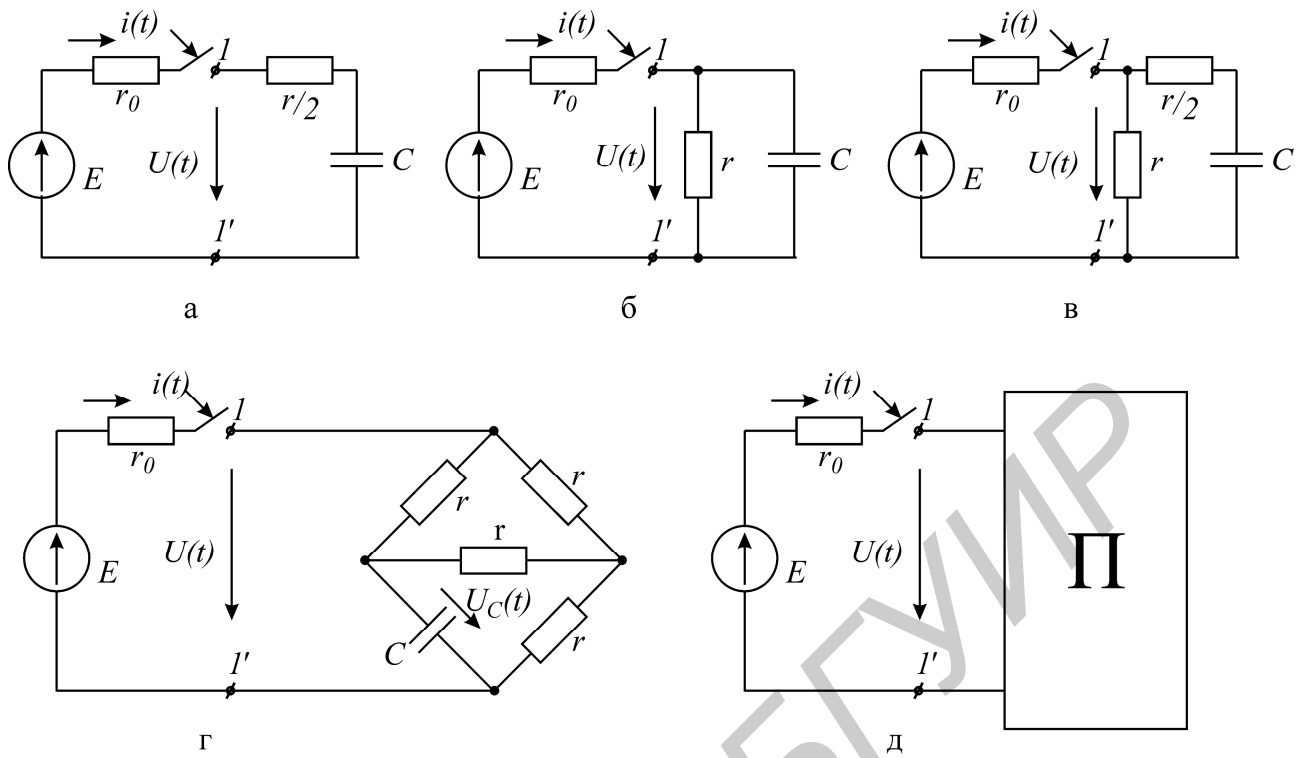 i(t) 1 i(t) 1 i(t) 1
r0 r/2 r0 r0 r/2
E U(t) C E U(t) r C E U(t) r C
1' 1' 1'
а б в
i(t) 1 i(t) 1
r0 r r r0
r
E U(t) E U(t) П
UC(t)
C r
1' 1'
г д
БГУИР